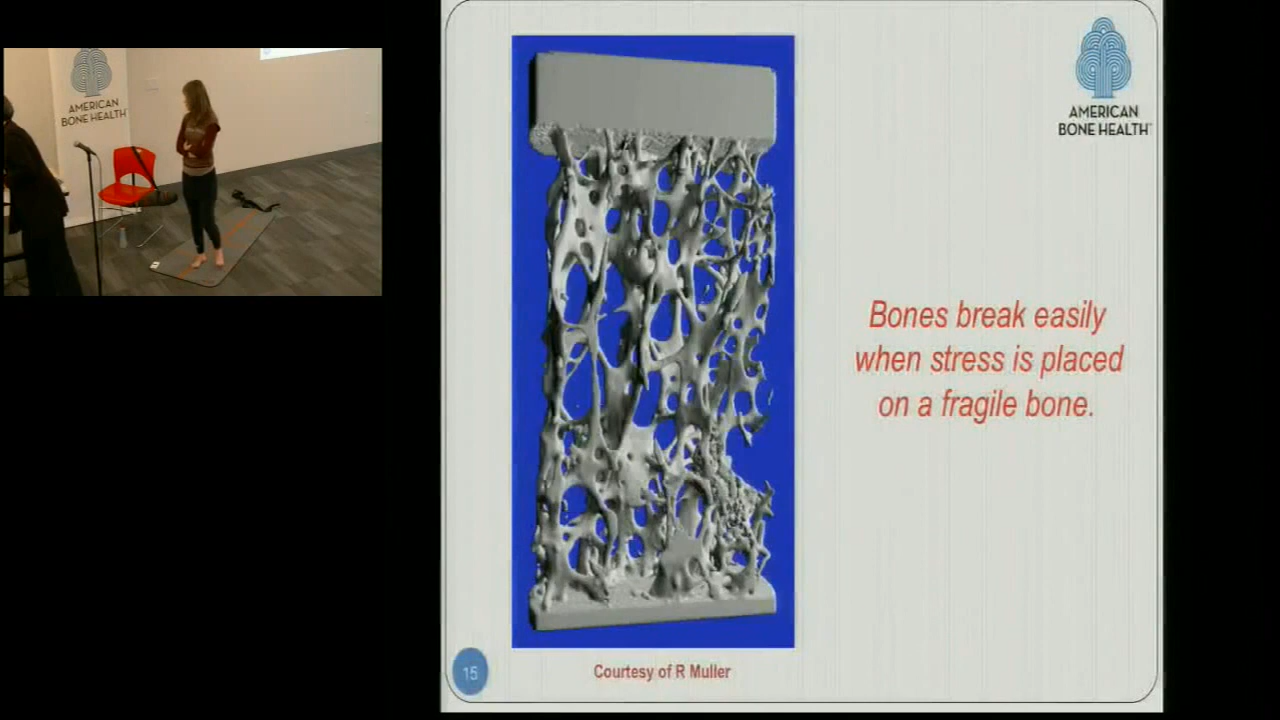 AMERICAN
BONE HEALTH
AMERICAN
BONE HEALTH
Bones break easily
when stress is placed
on a fragile bone.
15
Courtesy of R Muller